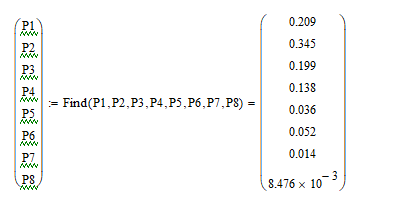 P1
P2
P3
P4
P5
P6
P7
P8
:= Find(P1,P2,P3,P4,P5,P6,P7,P8) =
0.209
0.345
0.199
0.138
0.036
0.052
0.014
8.476 × 10⁻³